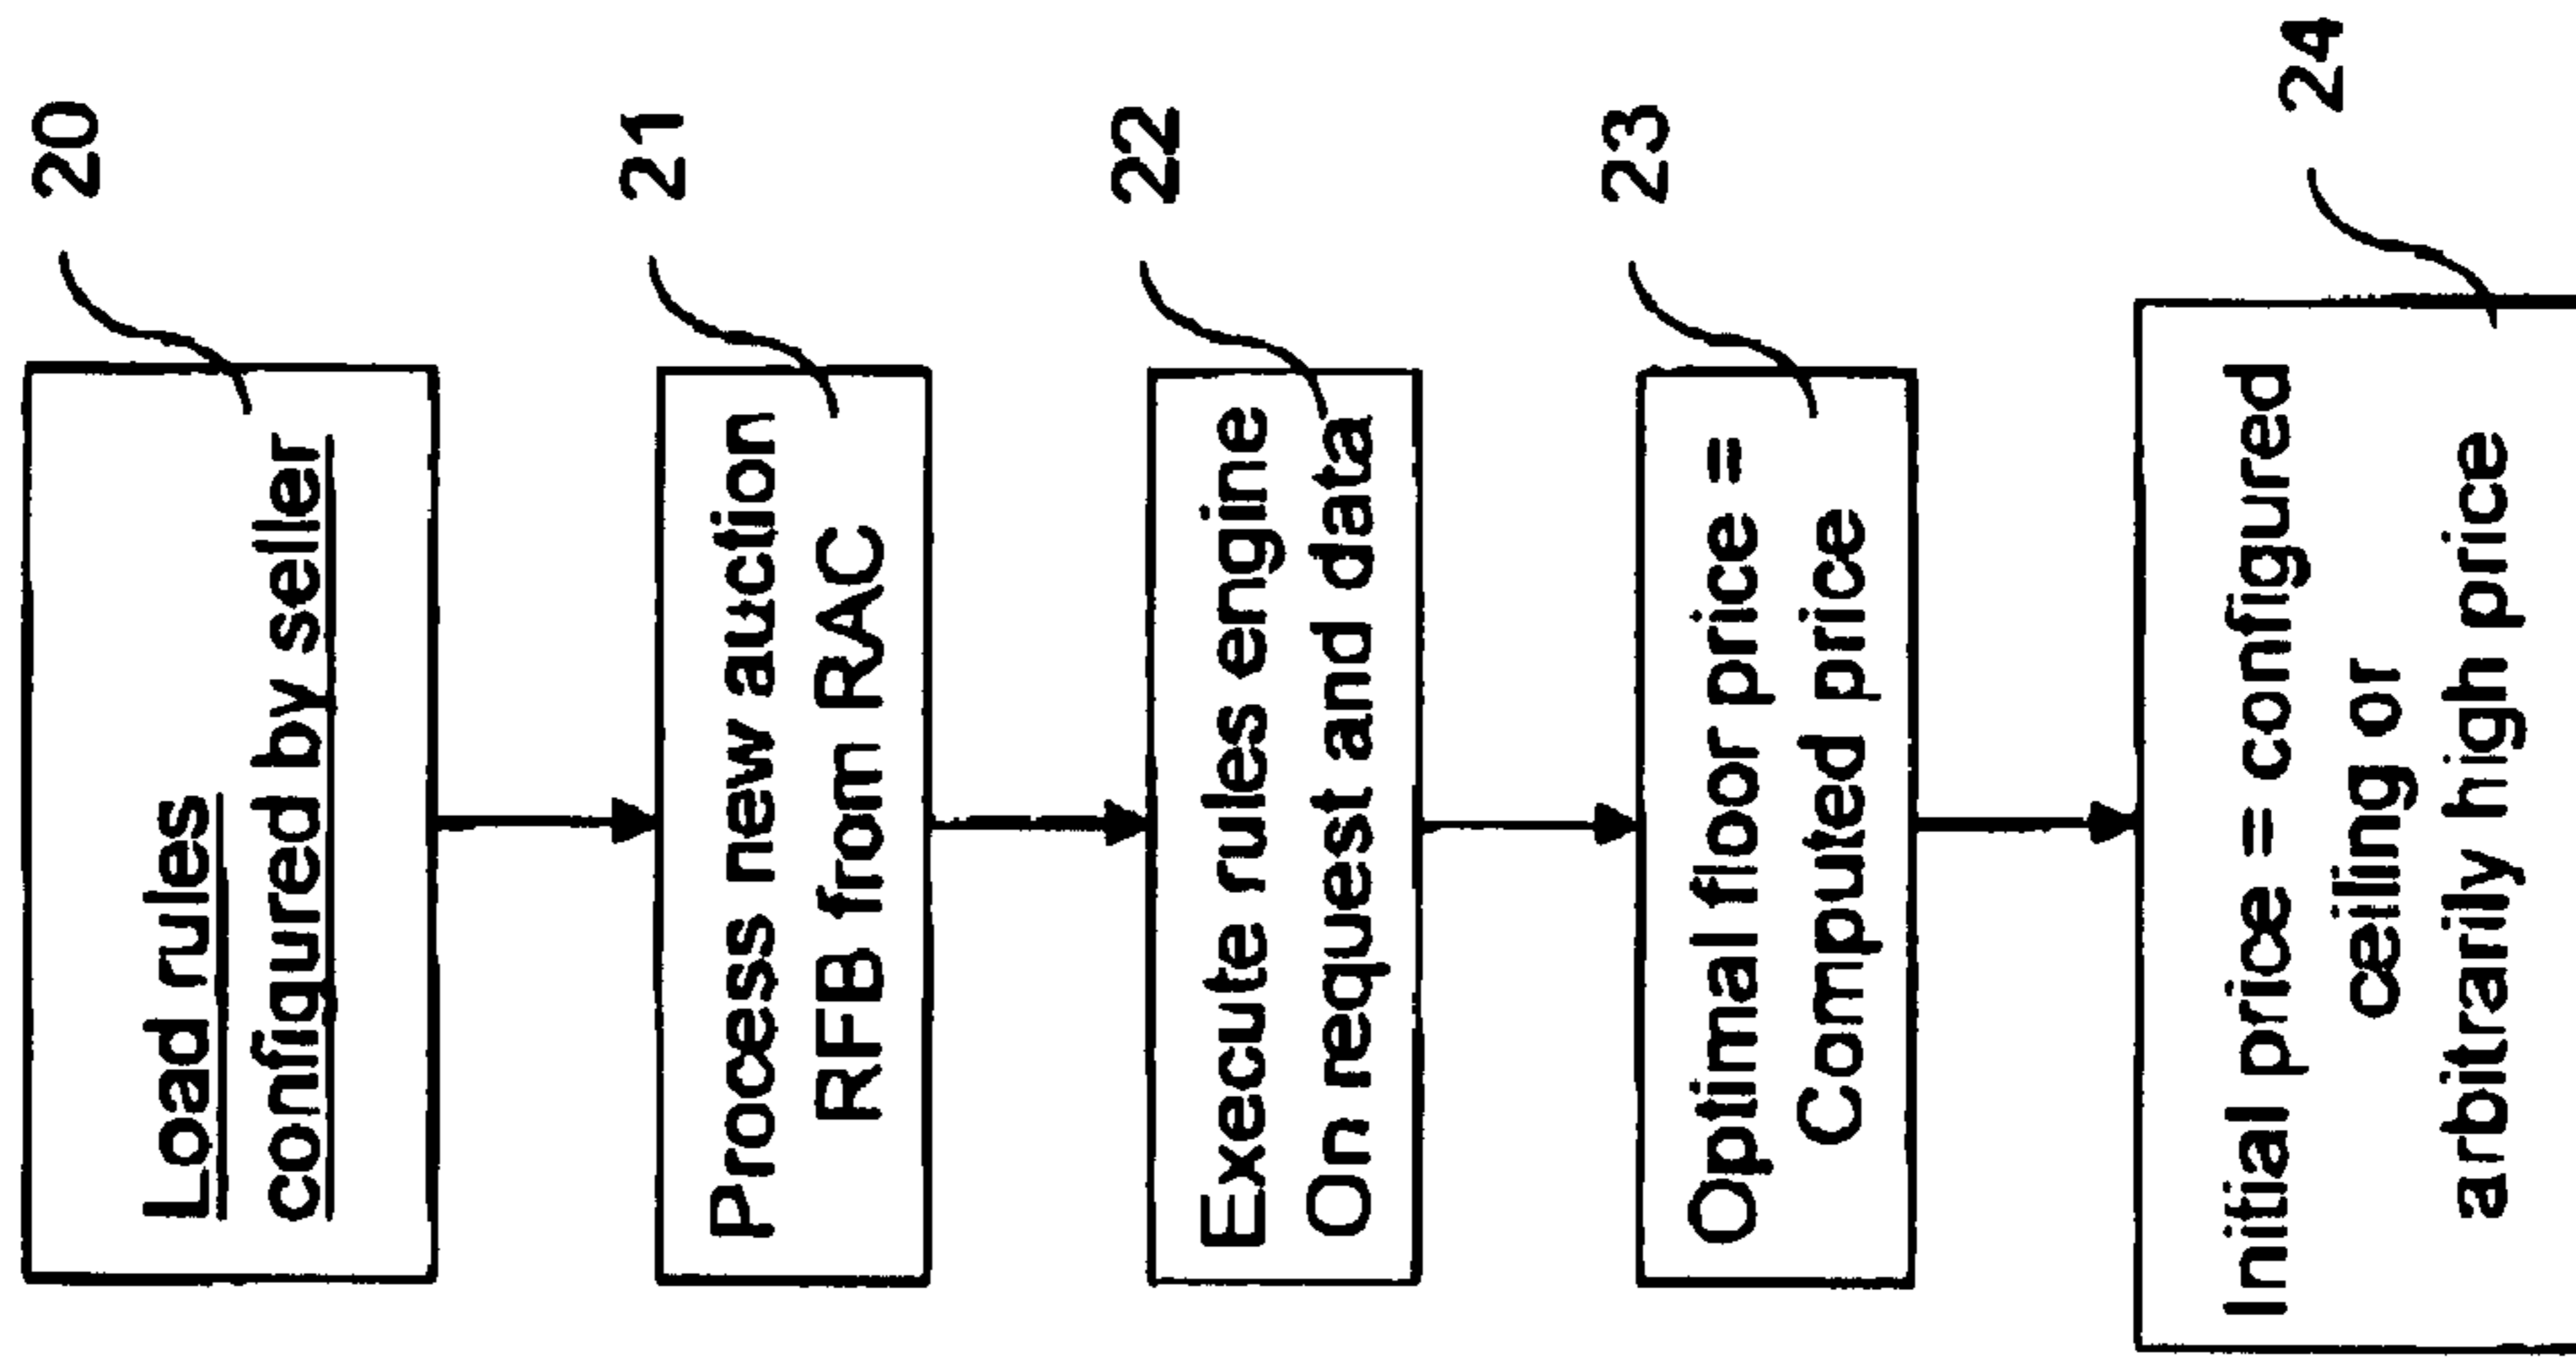 20
Load rules
configured by seller
21
Process new auction
RFB from RAC
22
Execute rules engine
On request and data
23
Optimal floor price =
Computed price
24
Initial price = configured
ceiling or
arbitrarily high price